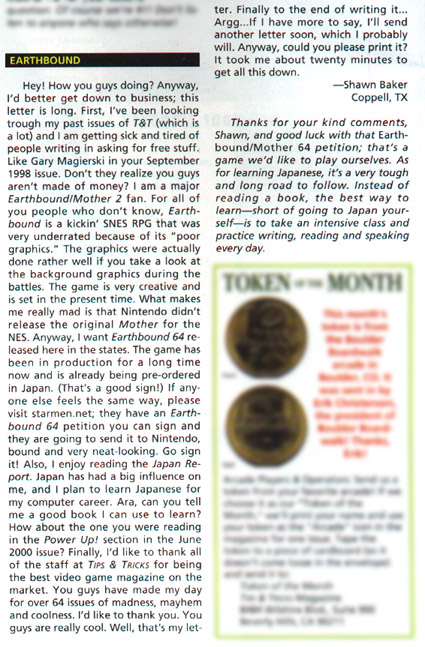 EARTHBOUND
Hey! How you guys doing? Anyway,
I'd better get down to business; this
letter is long. First, I've been looking
trough my past issues of T&T (which is
a lot) and I am getting sick and tired of
people writing in asking for free stuff.
Like Gary Magierski in your September
1998 issue. Don't they realize you guys
aren't made of money? I am a major
Earthbound/Mother 2 fan. For all of
you people who don't know, Earth-
bound is a kickin' SNES RPG that was
very underrated because of its "poor
graphics." The graphics were actually
done rather well if you take a look at
the background graphics during the
battles. The game is very creative and
is set in the present time. What makes
me really mad is that Nintendo didn't
release the original Mother for the
NES. Anyway, I want Earthbound 64 re-
leased here in the states. The game has
been in production for a long time
now and is already being pre-ordered
in Japan. (That's a good sign!) If any-
one else feels the same way, please
visit starmen.net; they have an Earth-
bound 64 petition you can sign and
they are going to send it to Nintendo,
bound and very neat-looking. Go sign
it! Also, I enjoy reading the Japan Re-
port. Japan has had a big influence on
me, and I plan to learn Japanese for
my computer career. Ara, can you tell
me a good book I can use to learn?
How about the one you were reading
in the Power Up! section in the June
2000 issue? Finally, I'd like to thank all
of the staff at TIPS & TRICKS for being
the best video game magazine on the
market. You guys have made my day
for over 64 issues of madness, mayhem
and coolness. I'd like to thank you. You
guys are really cool. Well, that's my let-
ter. Finally to the end of writing it...
Argg...If I have more to say, I'll send
another letter soon, which I probably
will. Anyway, could you please print it?
It took me about twenty minutes to
get all this down.
—Shawn Baker
Coppell, TX
Thanks for your kind comments,
Shawn, and good luck with that Earth-
bound/Mother 64 petition; that's a
game we'd like to play ourselves. As
for learning Japanese, it's a very tough
and long road to follow. Instead of
reading a book, the best way to
learn—short of going to Japan your-
self—is to take an intensive class and
practice writing, reading and speaking
every day.
TOKEN OF THE MONTH